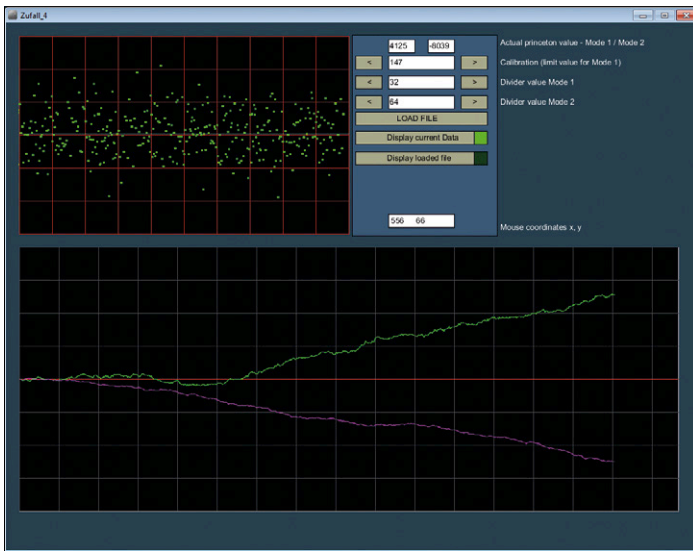 Zufall_4
4125 -8039 Actual princeton value - Mode 1 / Mode 2
< 147 > Calibration (limit value for Mode 1)
< 32 > Divider value Mode 1
< 64 > Divider value Mode 2
LOAD FILE
Display current Data
Display loaded file
556 66 Mouse coordinates x, y